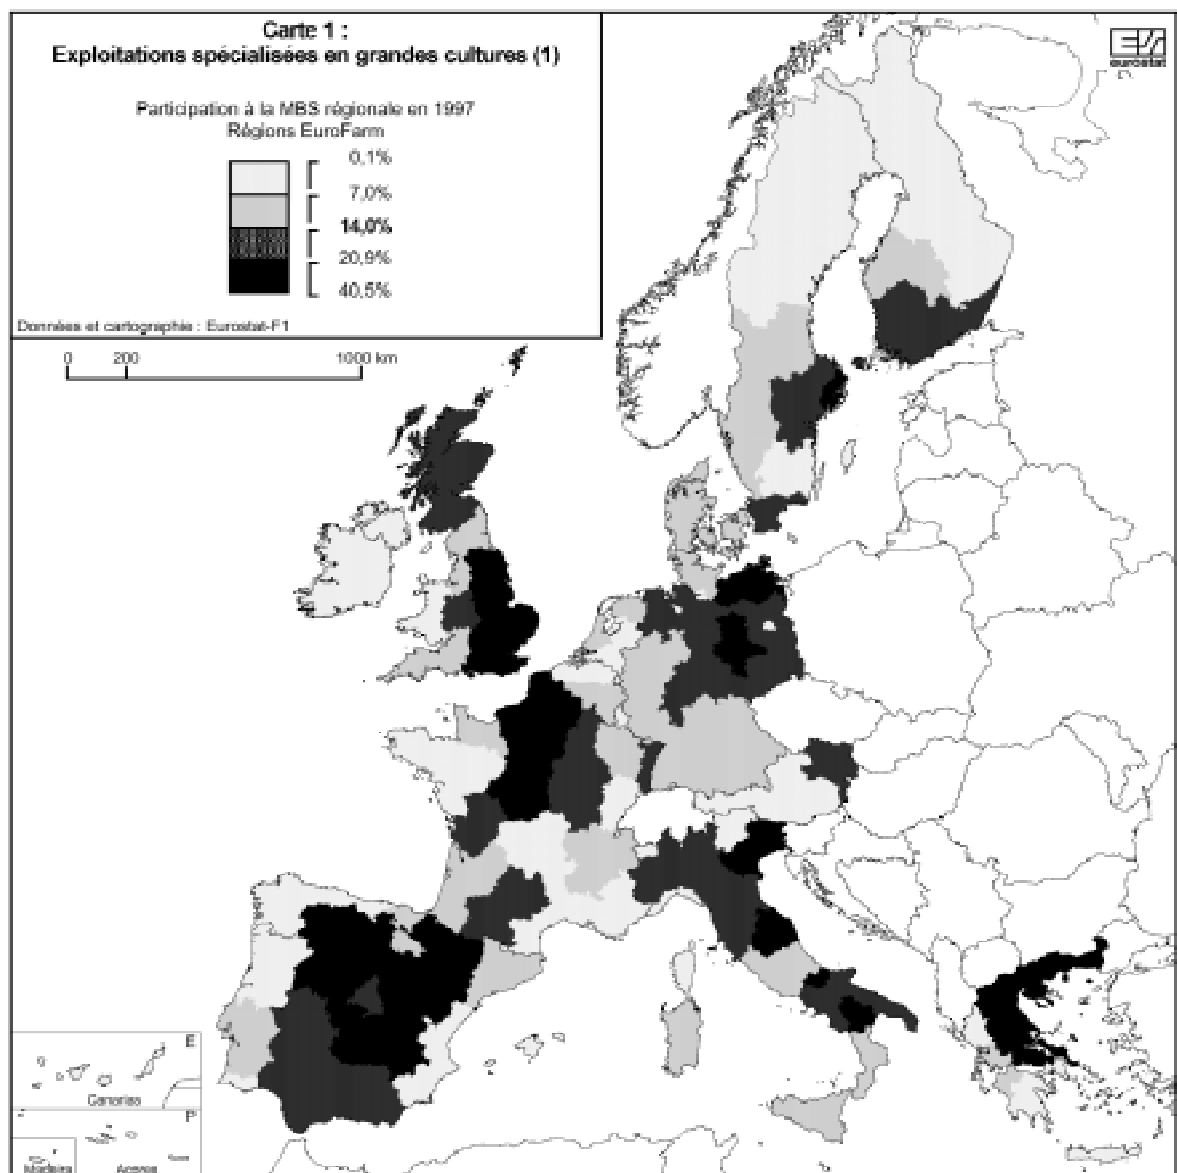 Carte 1 :
Exploitations spécialisées en grandes cultures (1)
eurostat
Participation à la MBS régionale en 1997
Régions EuroFarm
0,1%
7,0%
14,0%
20,9%
40,5%
Données et cartographie : Eurostat-F1
0 200 1000 km
E
Canarias
P
Madeira Açores